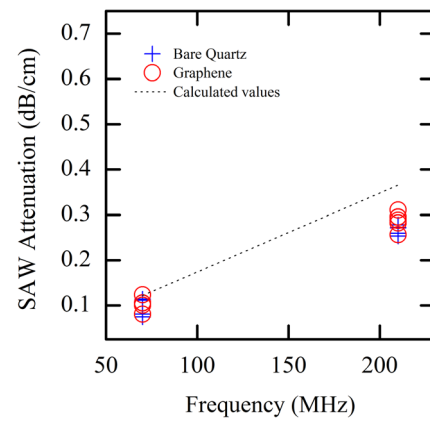 0.7
0.6
0.5
0.4
0.3
0.2
0.1
SAW Attenuation (dB/cm)
Bare Quartz
Graphene
Calculated values
50 100 150 200
Frequency (MHz)